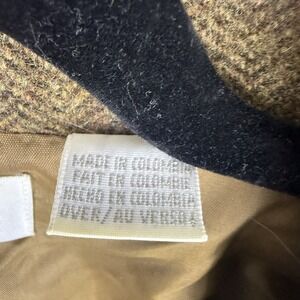 MADE IN COLOMBIA
FAIT EN COLOMBIE
HECHO EN COLOMBIA
OVER/AU VERSO